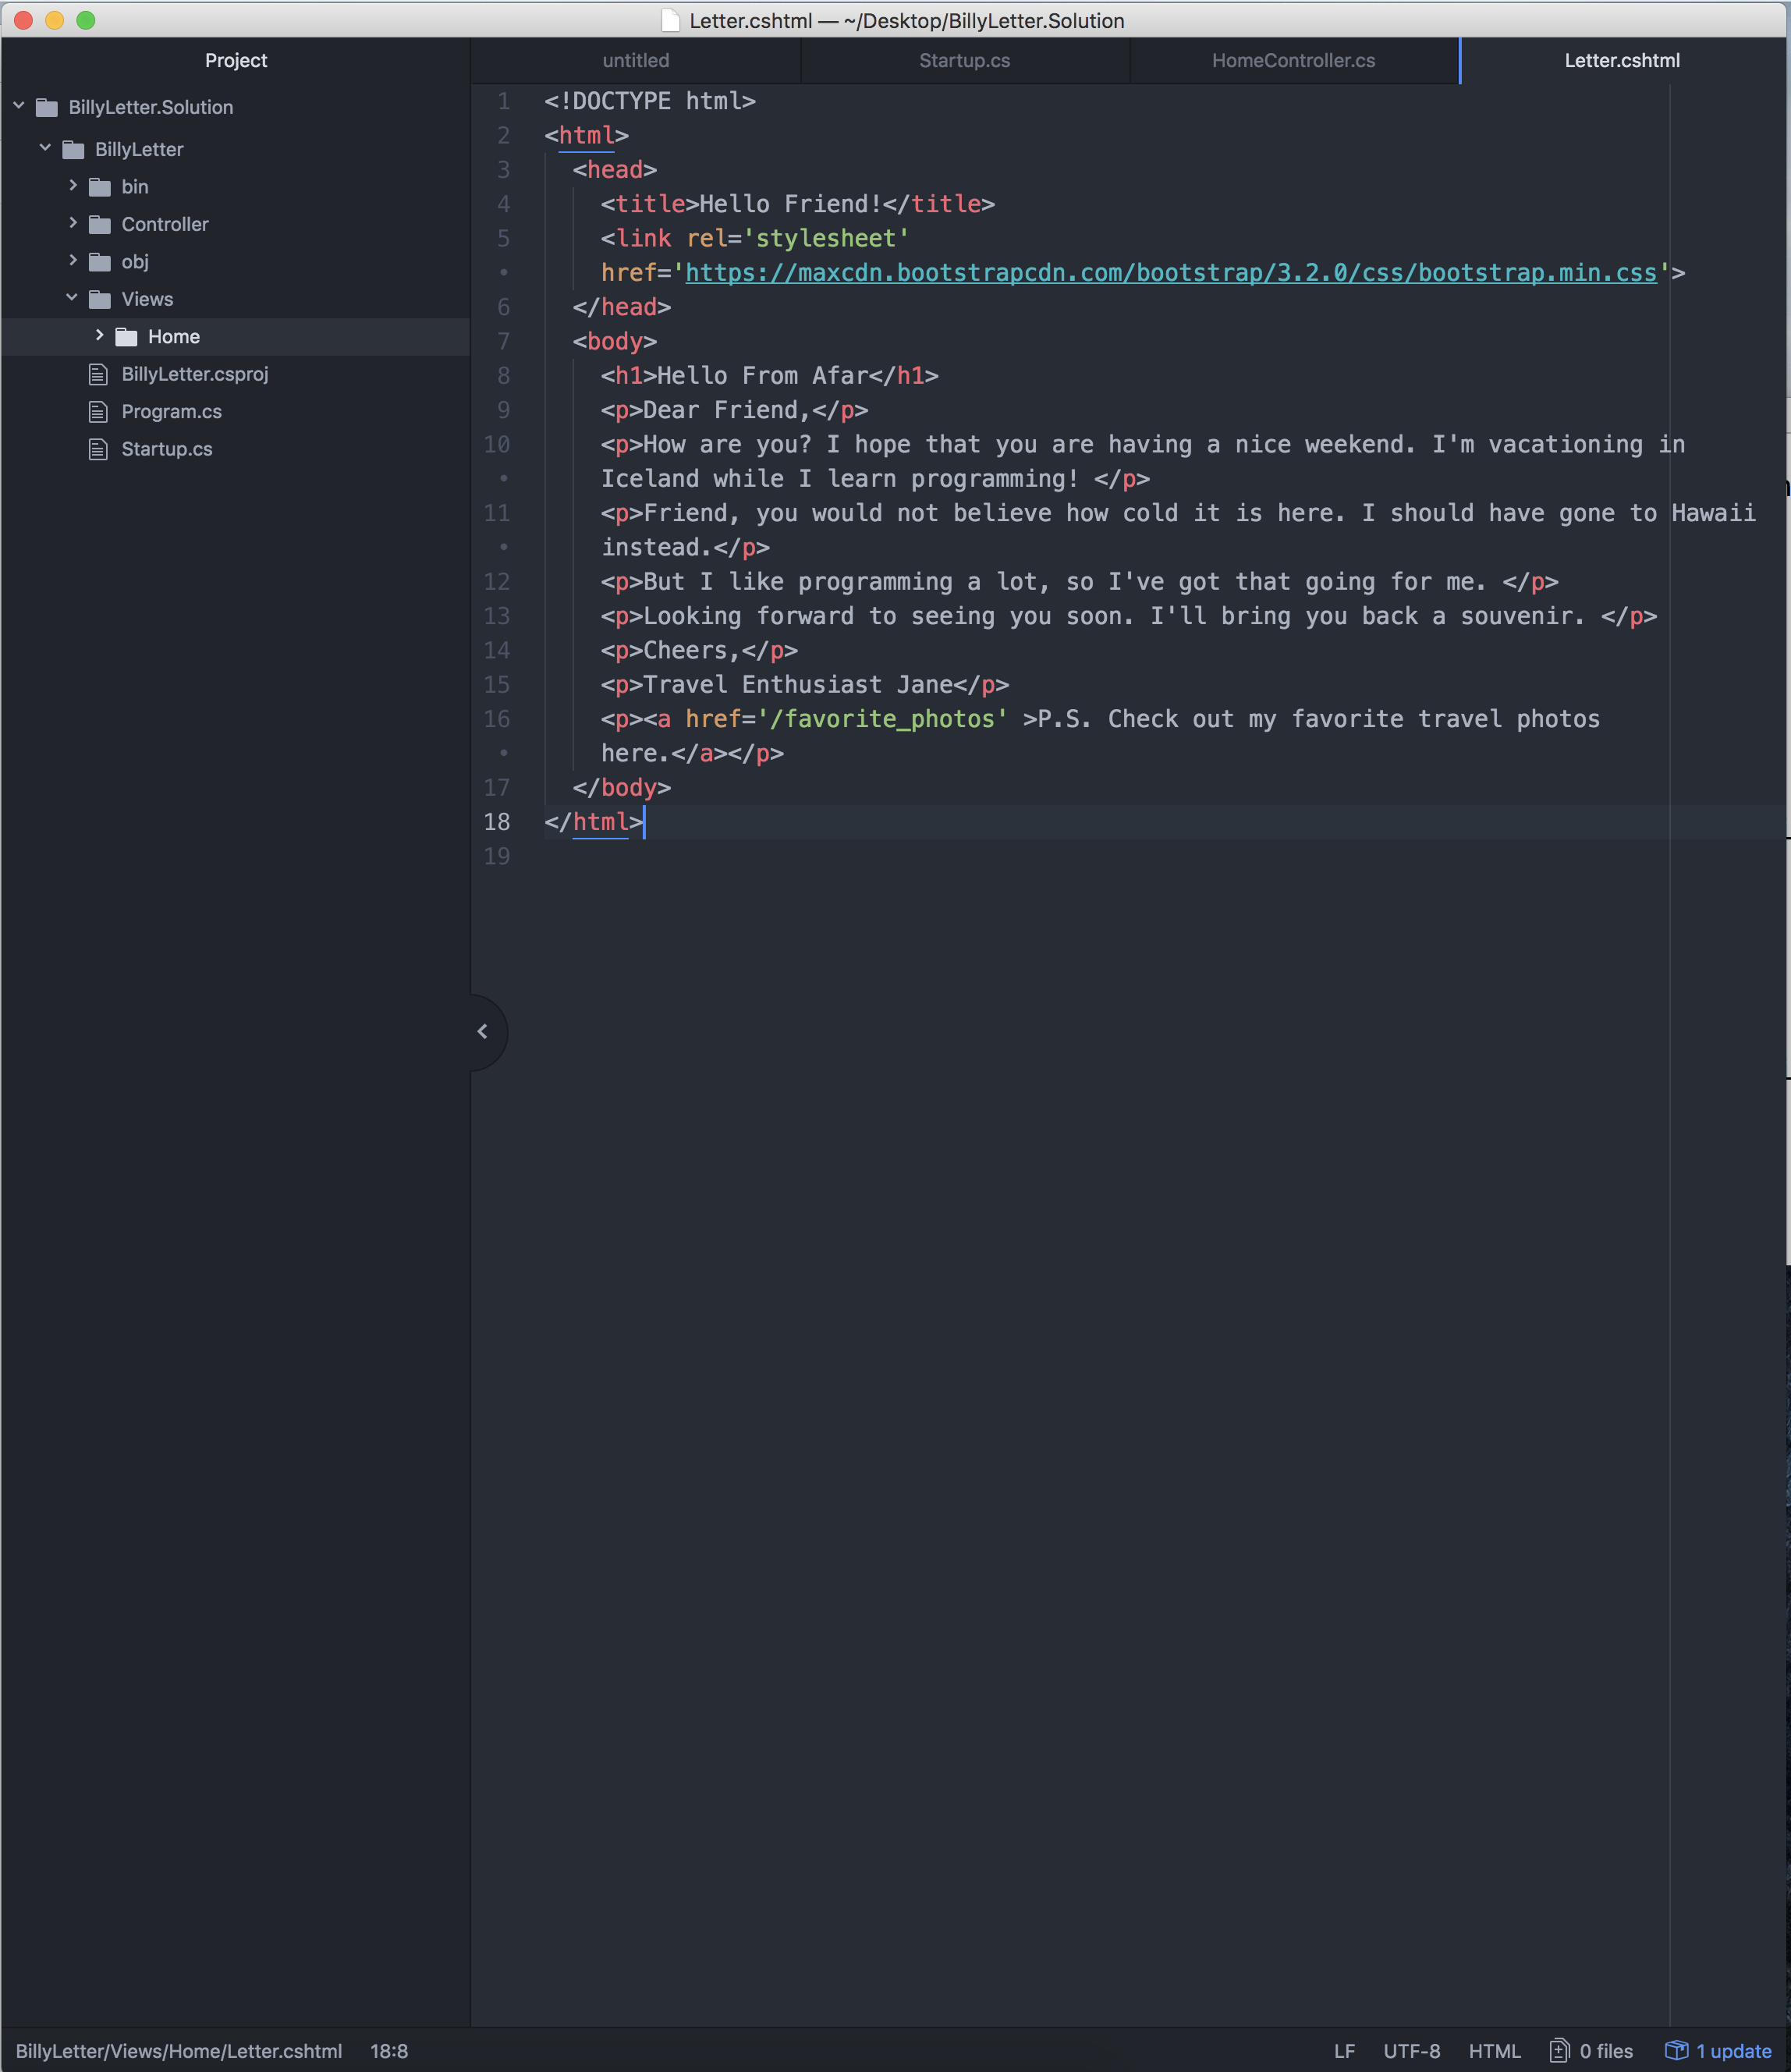 Letter.cshtml — ~/Desktop/BillyLetter.Solution
Project
untitled
Startup.cs
HomeController.cs
Letter.cshtml
BillyLetter.Solution
BillyLetter
bin
Controller
obj
Views
Home
BillyLetter.csproj
Program.cs
Startup.cs
1 <!DOCTYPE html>
2 <html>
3 <head>
4 <title>Hello Friend!</title>
5 <link rel='stylesheet'
• href='https://maxcdn.bootstrapcdn.com/bootstrap/3.2.0/css/bootstrap.min.css'>
6 </head>
7 <body>
8 <h1>Hello From Afar</h1>
9 <p>Dear Friend,</p>
10 <p>How are you? I hope that you are having a nice weekend. I'm vacationing in
• Iceland while I learn programming! </p>
11 <p>Friend, you would not believe how cold it is here. I should have gone to Hawaii
• instead.</p>
12 <p>But I like programming a lot, so I've got that going for me. </p>
13 <p>Looking forward to seeing you soon. I'll bring you back a souvenir. </p>
14 <p>Cheers,</p>
15 <p>Travel Enthusiast Jane</p>
16 <p><a href='/favorite_photos' >P.S. Check out my favorite travel photos
• here.</a></p>
17 </body>
18 </html>
19
BillyLetter/Views/Home/Letter.cshtml 18:8
LF UTF-8 HTML 0 files 1 update